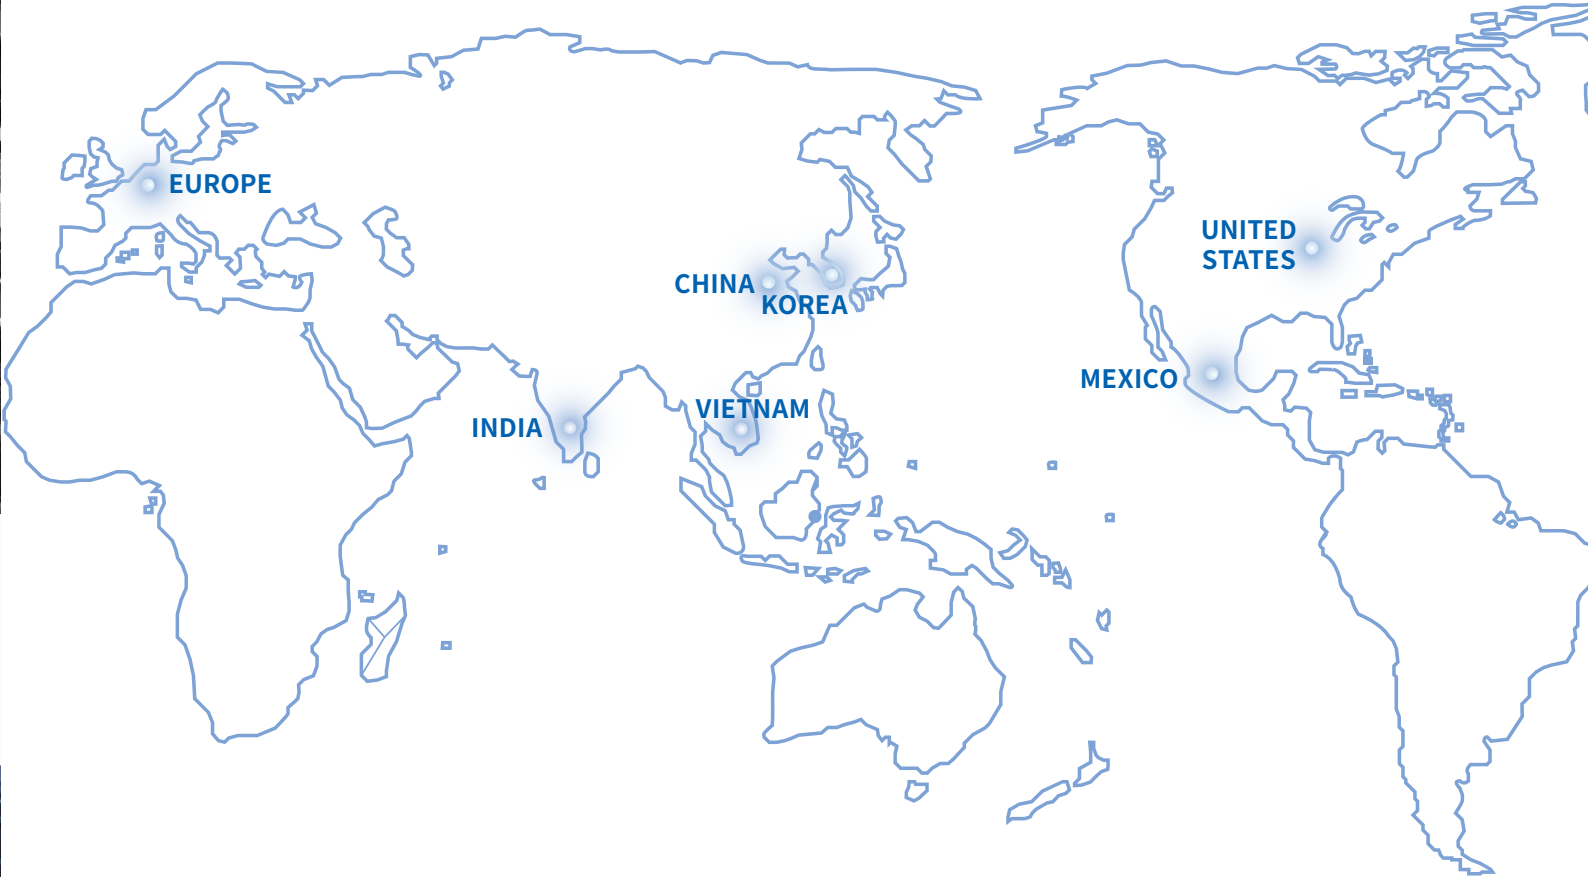 EUROPE
UNITED
STATES
CHINA
KOREA
MEXICO
VIETNAM
INDIA